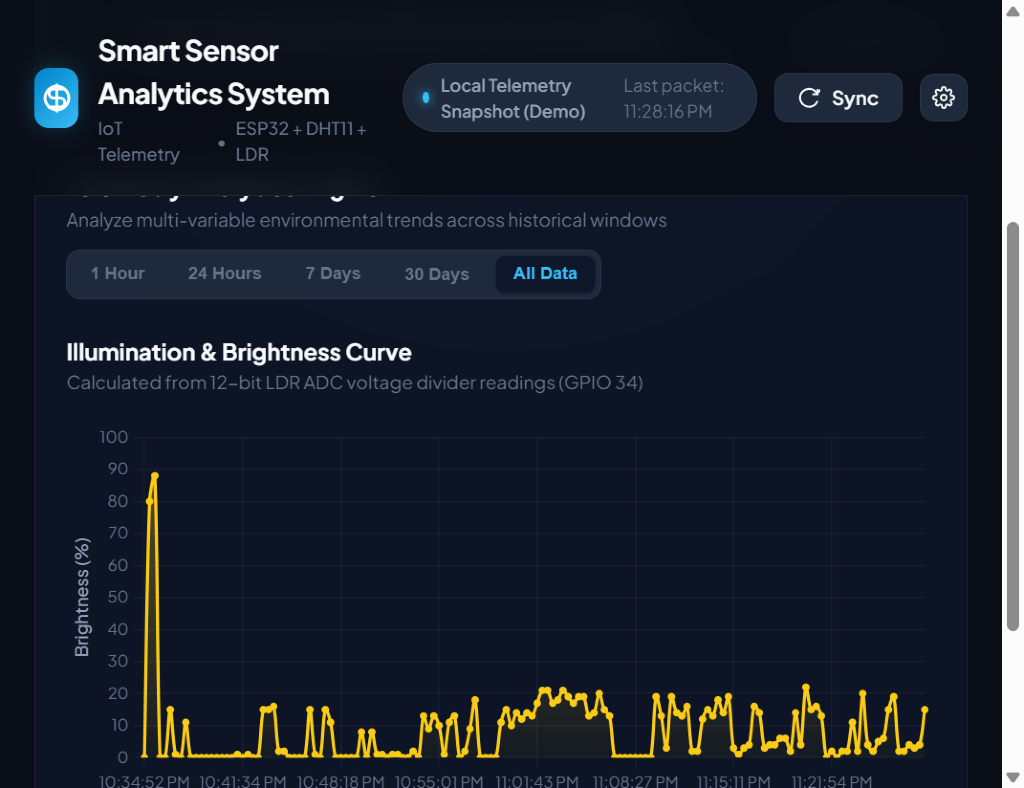 Smart Sensor
Analytics System
IoT
Telemetry
•
ESP32 + DHT11 +
LDR
Local Telemetry
Snapshot (Demo)
Last packet:
11:28:16 PM
Sync
Analyze multi-variable environmental trends across historical windows
1 Hour
24 Hours
7 Days
30 Days
All Data
Illumination & Brightness Curve
Calculated from 12-bit LDR ADC voltage divider readings (GPIO 34)
100
90
80
70
60
50
40
30
20
10
0
Brightness (%)
10:34:52 PM
10:41:34 PM
10:48:18 PM
10:55:01 PM
11:01:43 PM
11:08:27 PM
11:15:11 PM
11:21:54 PM